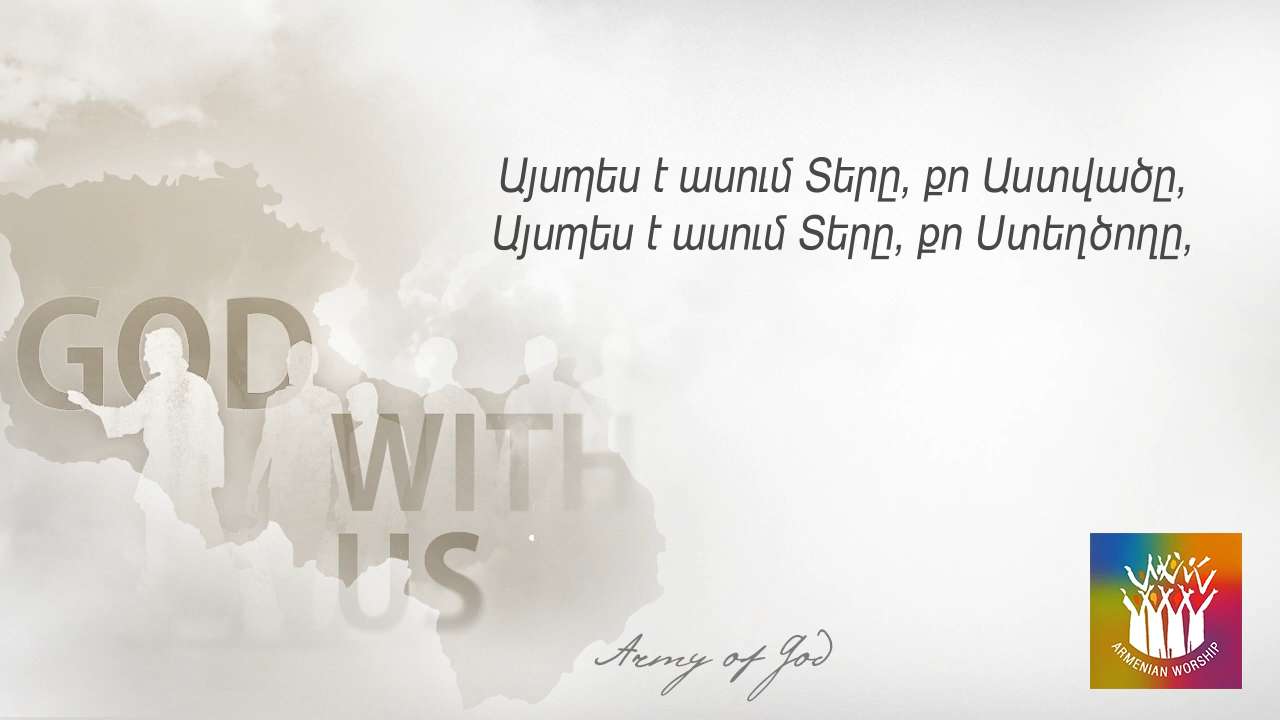 Այսպես է ասում Տերը, քո Աստվածը,
Այսպես է ասում Տերը, քո Ստեղծողը,
GOD
WITH
US
Army of God
ARMENIAN WORSHIP